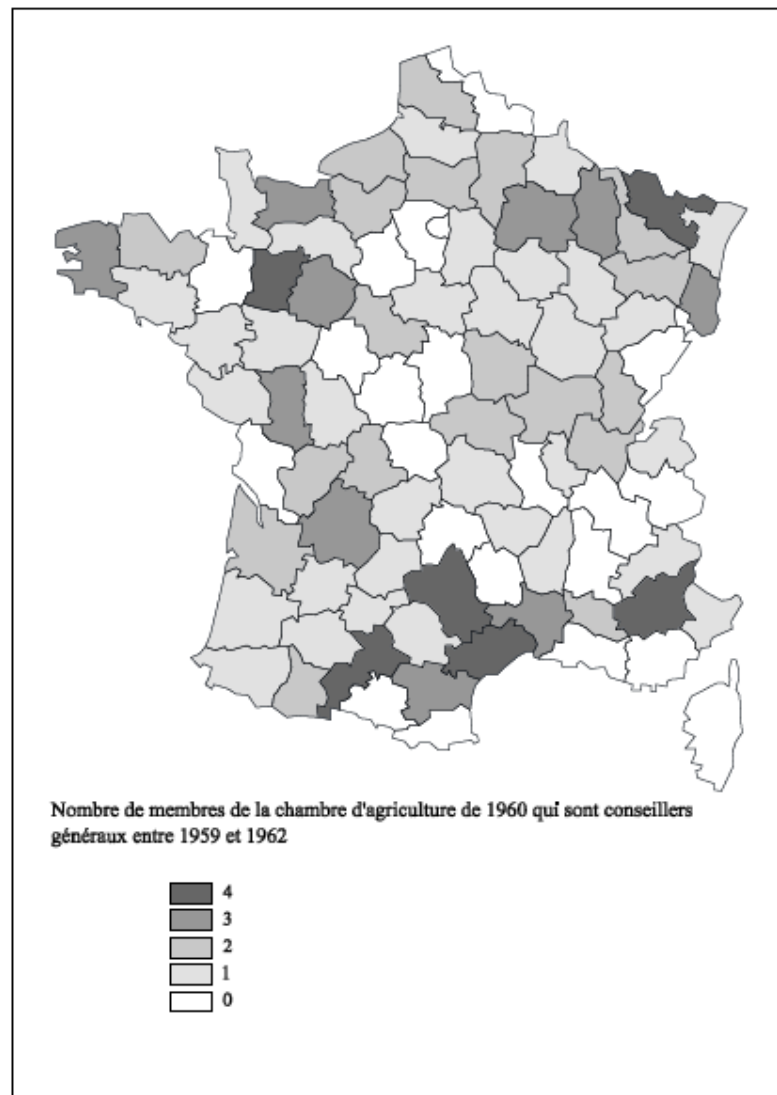 Nombre de membres de la chambre d'agriculture de 1960 qui sont conseillers
généraux entre 1959 et 1962
4
3
2
1
0